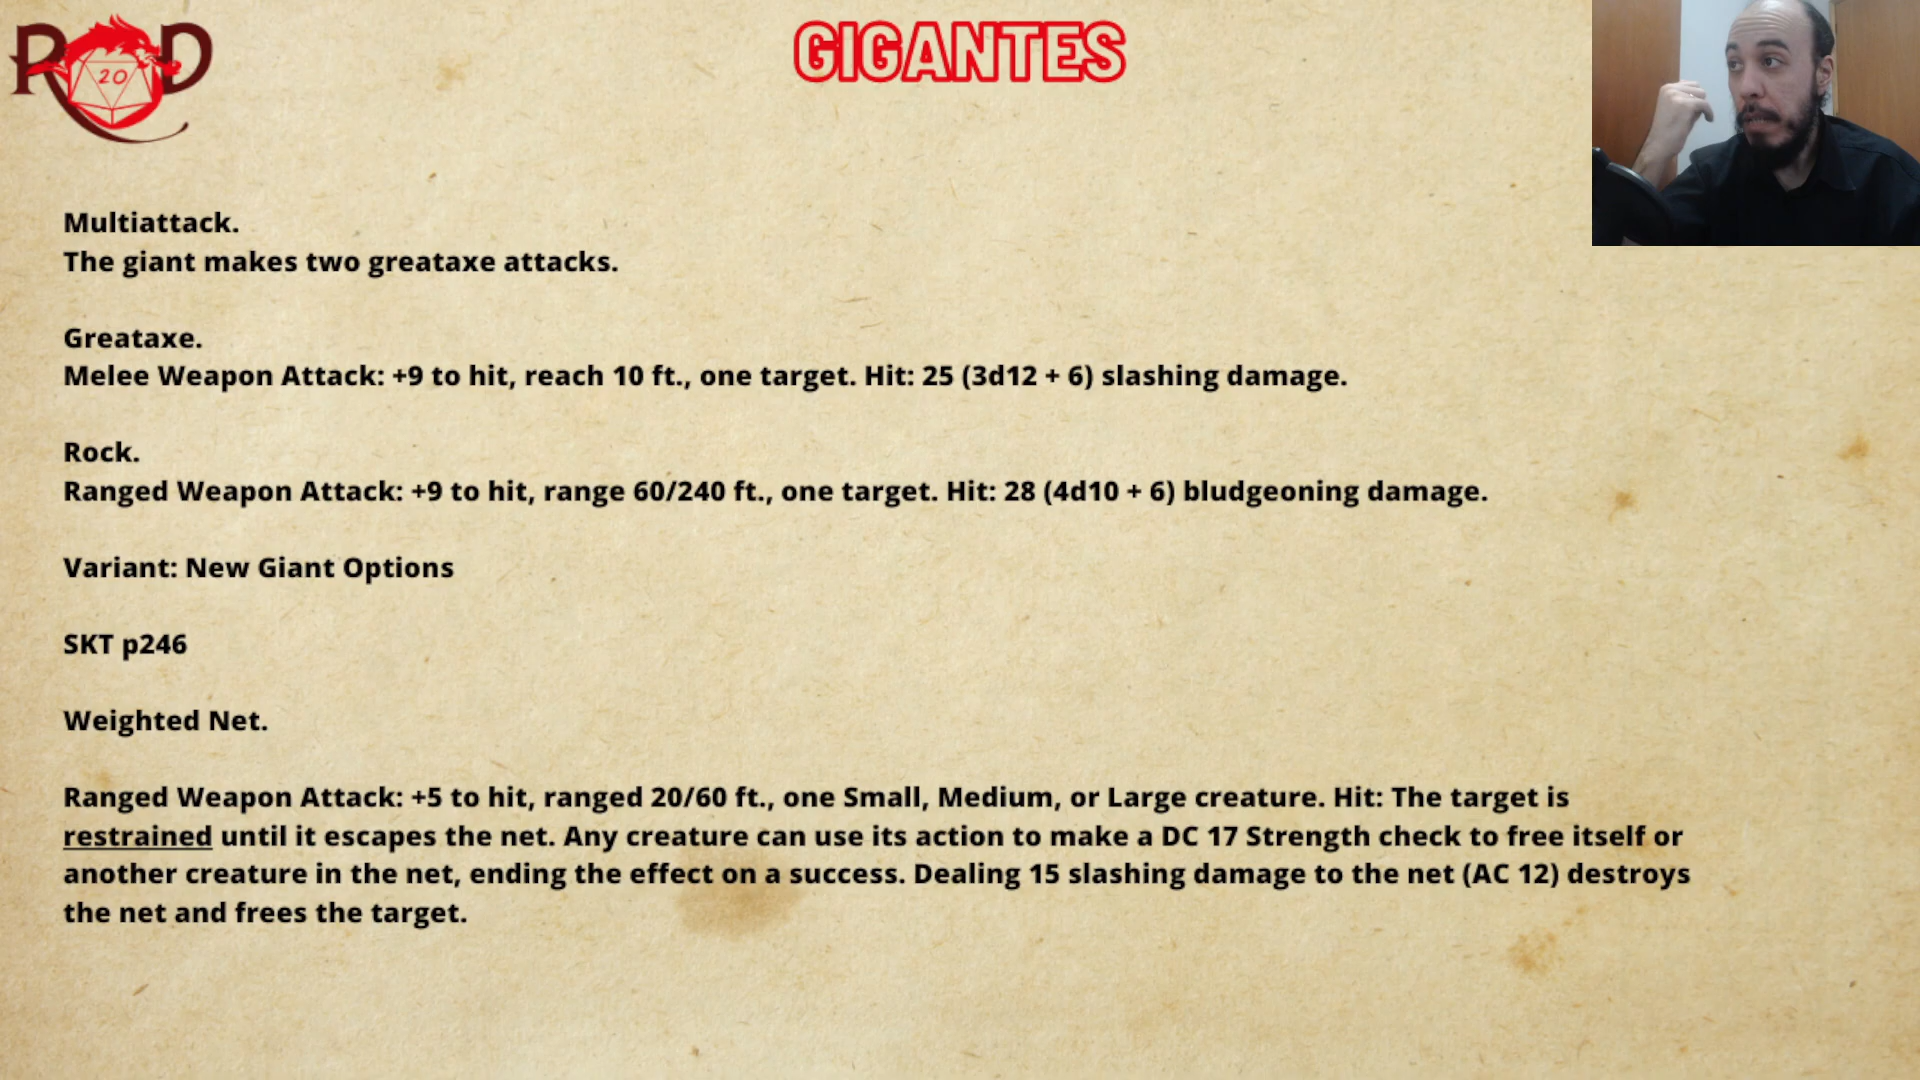 R 20 D
GIGANTES
Multiattack.
The giant makes two greataxe attacks.
Greataxe.
Melee Weapon Attack: +9 to hit, reach 10 ft., one target. Hit: 25 (3d12 + 6) slashing damage.
Rock.
Ranged Weapon Attack: +9 to hit, range 60/240 ft., one target. Hit: 28 (4d10 + 6) bludgeoning damage.
Variant: New Giant Options
SKT p246
Weighted Net.
Ranged Weapon Attack: +5 to hit, ranged 20/60 ft., one Small, Medium, or Large creature. Hit: The target is
restrained until it escapes the net. Any creature can use its action to make a DC 17 Strength check to free itself or
another creature in the net, ending the effect on a success. Dealing 15 slashing damage to the net (AC 12) destroys
the net and frees the target.